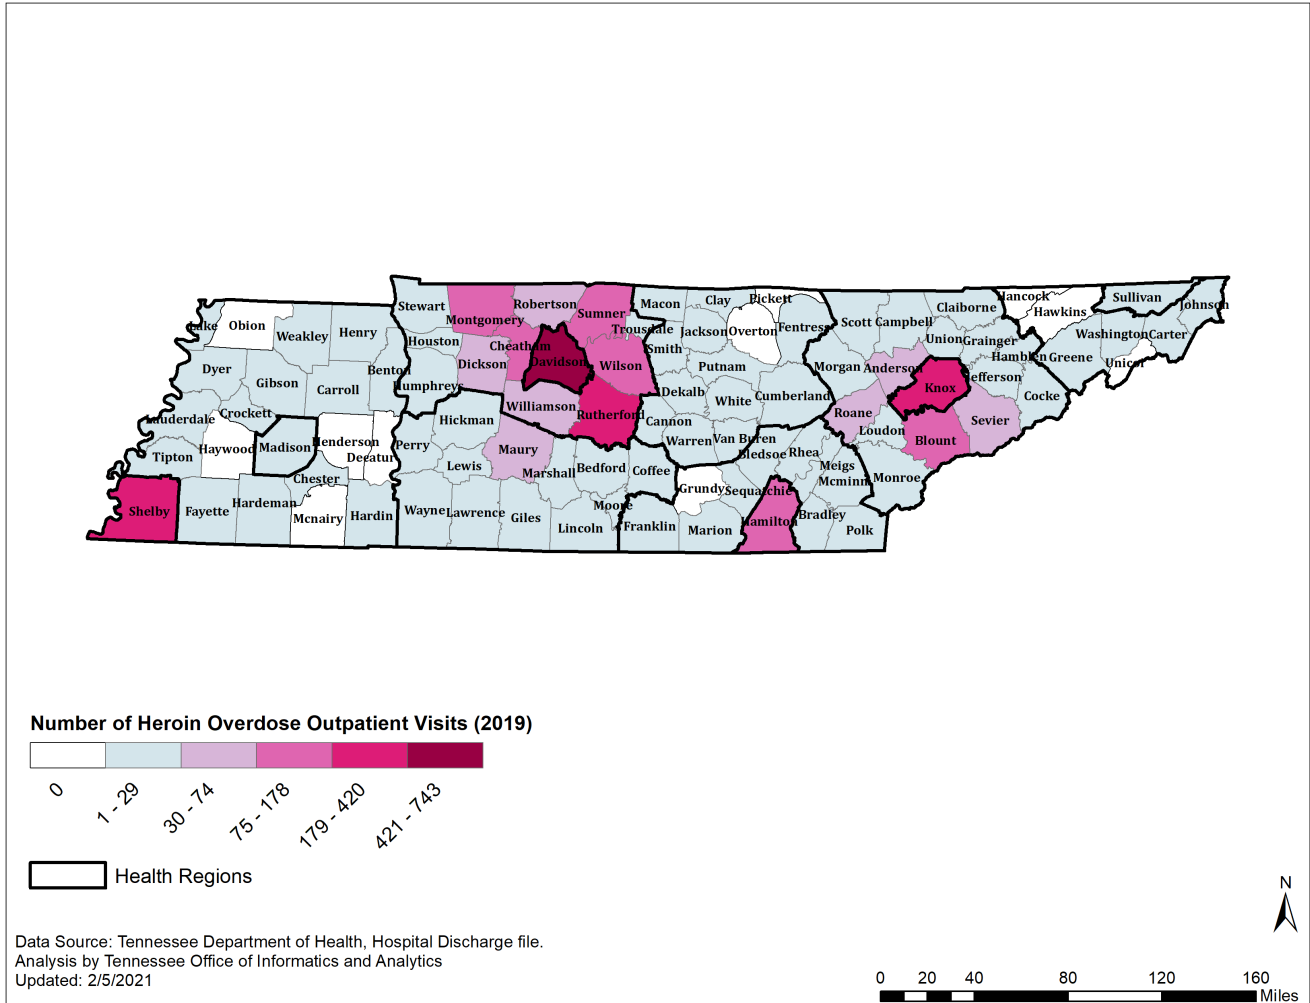 Stewart
Montgomery
Robertson
Sumner
Macon
Clay
Pickett
Hancock
Sullivan
Johnson
Lake
Obion
Weakley
Henry
Houston
Cheatham
Davidson
Trousdale
Smith
Jackson
Overton
Fentress
Scott
Campbell
Claiborne
Union
Grainger
Hawkins
Hamblen
Greene
Washington
Carter
Unicoi
Dyer
Gibson
Carroll
Benton
Humphreys
Dickson
Wilson
Putnam
Morgan
Anderson
Knox
Jefferson
Cocke
Lauderdale
Crockett
Hickman
Williamson
Rutherford
Dekalb
White
Cumberland
Cannon
Roane
Loudon
Sevier
Blount
Tipton
Haywood
Madison
Henderson
Decatur
Perry
Lewis
Maury
Marshall
Bedford
Coffee
Warren
Van Buren
Bledsoe
Rhea
Meigs
Mcminn
Monroe
Shelby
Fayette
Hardeman
Chester
Mcnairy
Hardin
Wayne
Lawrence
Giles
Lincoln
Moore
Franklin
Grundy
Sequatchie
Marion
Hamilton
Bradley
Polk
Number of Heroin Overdose Outpatient Visits (2019)
0
1 - 29
30 - 74
75 - 178
179 - 420
421 - 743
Health Regions
N
Data Source: Tennessee Department of Health, Hospital Discharge file.
Analysis by Tennessee Office of Informatics and Analytics
Updated: 2/5/2021
0 20 40 80 120 160
Miles